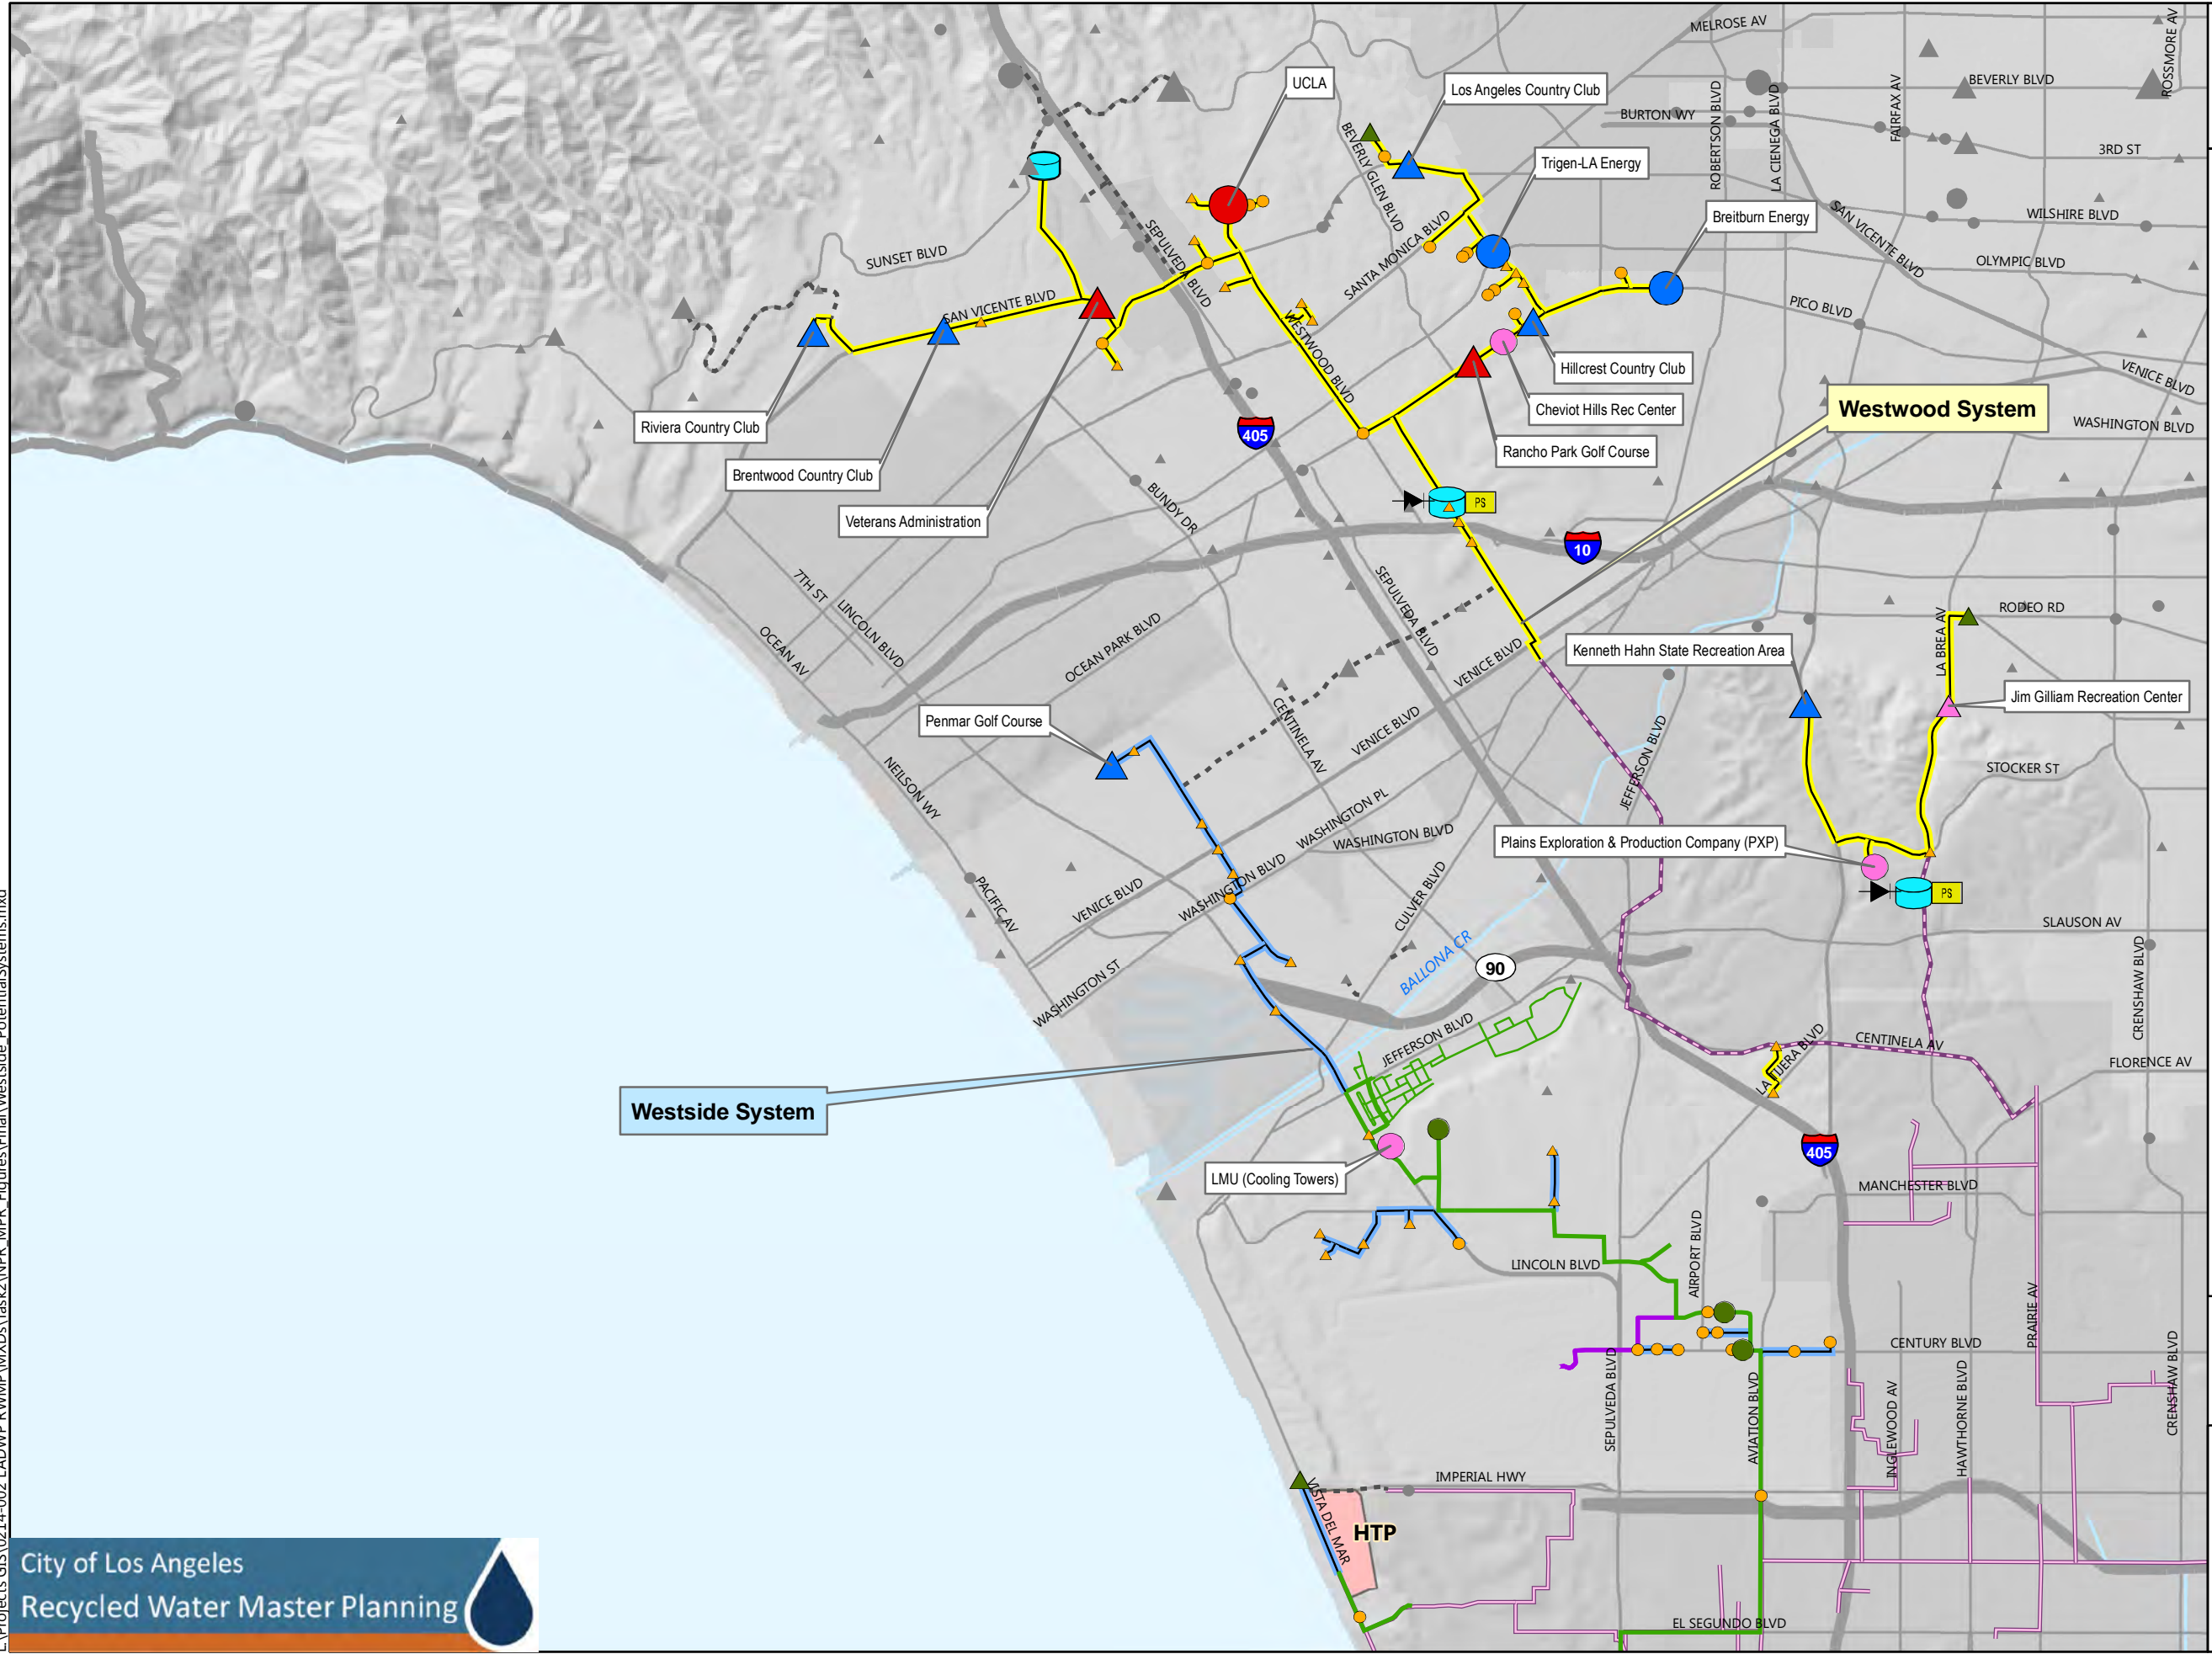 MELROSE AV
ROSSMORE AV
UCLA
Los Angeles Country Club
BEVERLY BLVD
ROBERTSON BLVD
LA CIENEGA BLVD
FAIRFAX AV
BURTON WY
BEVERLY GLEN BLVD
3RD ST
Trigen-LA Energy
Breitburn Energy
SAN VICENTE BLVD
WILSHIRE BLVD
SEPULVEDA BLVD
SUNSET BLVD
SANTA MONICA BLVD
OLYMPIC BLVD
SAN VICENTE BLVD
PICO BLVD
WESTWOOD BLVD
Hillcrest Country Club
VENICE BLVD
Riviera Country Club
Cheviot Hills Rec Center
Westwood System
405
WASHINGTON BLVD
Rancho Park Golf Course
Brentwood Country Club
Veterans Administration
BUNDY DR
PS
10
7TH ST
LINCOLN BLVD
SEPULVEDA BLVD
OCEAN AV
OCEAN PARK BLVD
RODEO RD
LA BREA AV
Kenneth Hahn State Recreation Area
VENICE BLVD
Jim Gilliam Recreation Center
Penmar Golf Course
CENTINELA AV
VENICE BLVD
JEFFERSON BLVD
STOCKER ST
NEILSON WY
WASHINGTON PL
WASHINGTON BLVD
Plains Exploration & Production Company (PXP)
PS
PACIFIC AV
VENICE BLVD
WASHINGTON BLVD
CULVER BLVD
SLAUSON AV
CRENSHAW BLVD
BALLONA CR
90
WASHINGTON ST
JEFFERSON BLVD
CENTINELA AV
LA TIJERA BLVD
FLORENCE AV
Westside System
405
LMU (Cooling Towers)
MANCHESTER BLVD
LINCOLN BLVD
AIRPORT BLVD
PRAIRIE AV
CENTURY BLVD
SEPULVEDA BLVD
AVIATION BLVD
INGLEWOOD AV
HAWTHORNE BLVD
CRENSHAW BLVD
IMPERIAL HWY
VISTA DEL MAR
HTP
EL SEGUNDO BLVD
City of Los Angeles
Recycled Water Master Planning